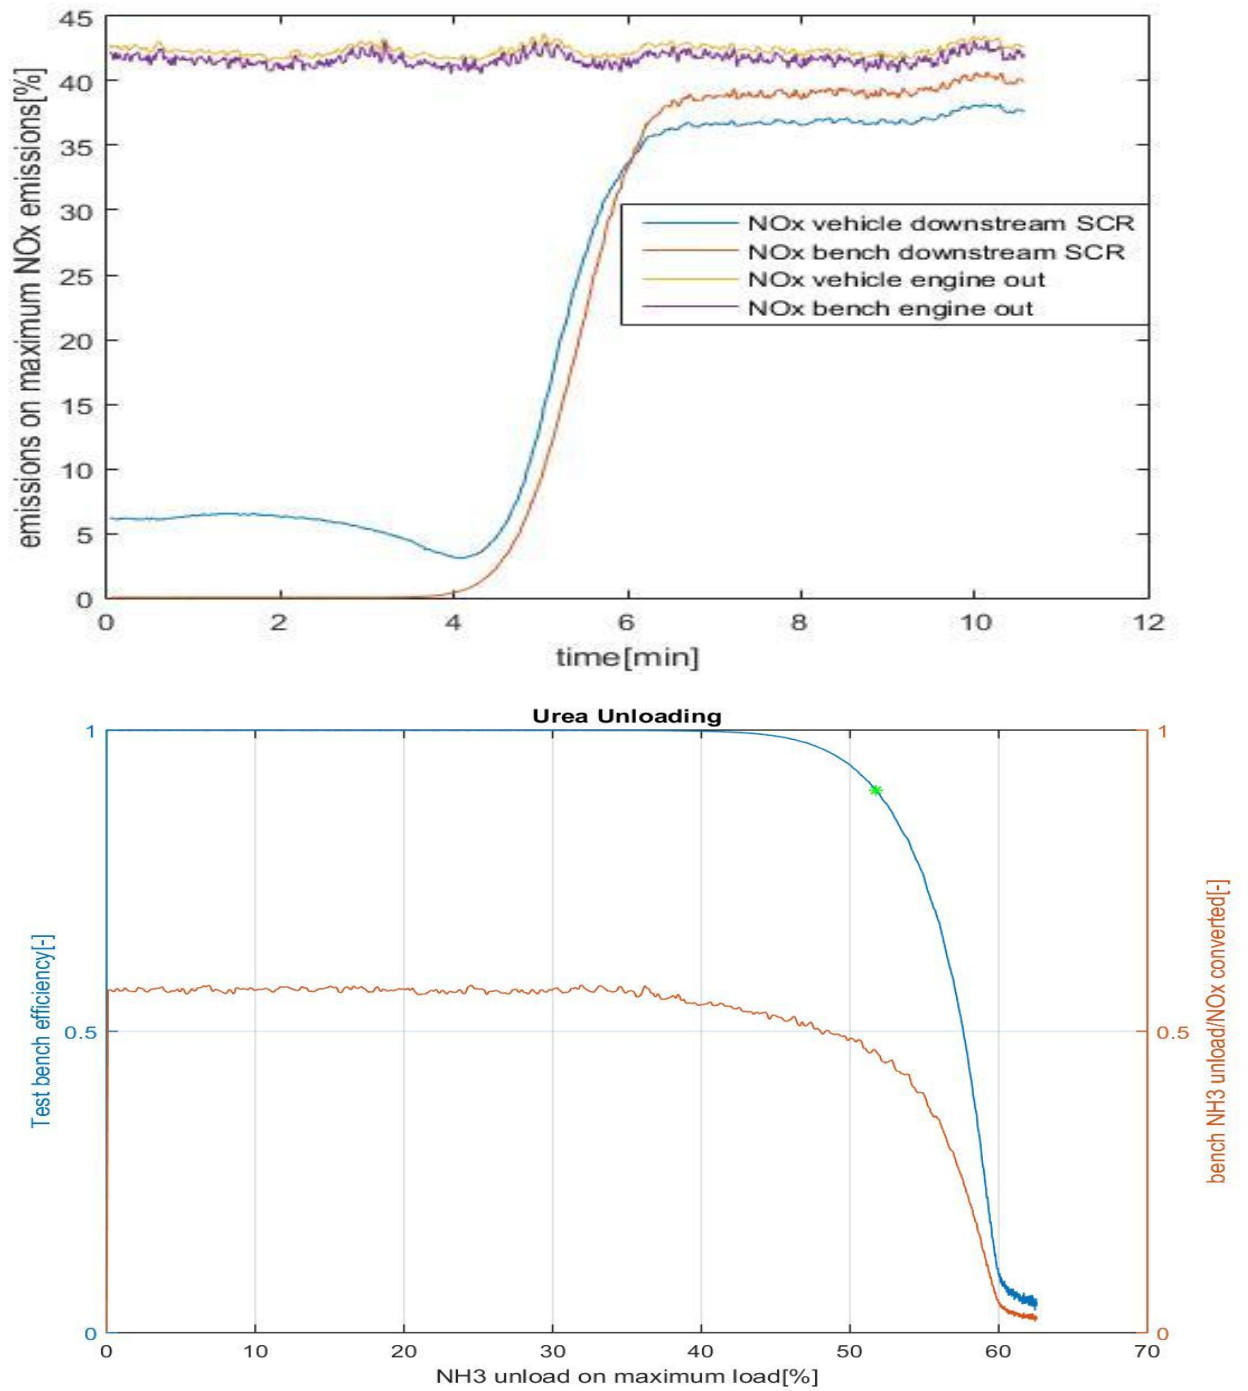 emissions on maximum NOx emissions[%]
45
40
35
30
25
20
15
10
5
0
NOx vehicle downstream SCR
NOx bench downstream SCR
NOx vehicle engine out
NOx bench engine out
0 2 4 6 8 10 12
time[min]
Urea Unloading
Test bench efficiency[-]
1
0.5
0
1
0.5
0
bench NH3 unload/NOx converted[-]
0 10 20 30 40 50 60 70
NH3 unload on maximum load[%]